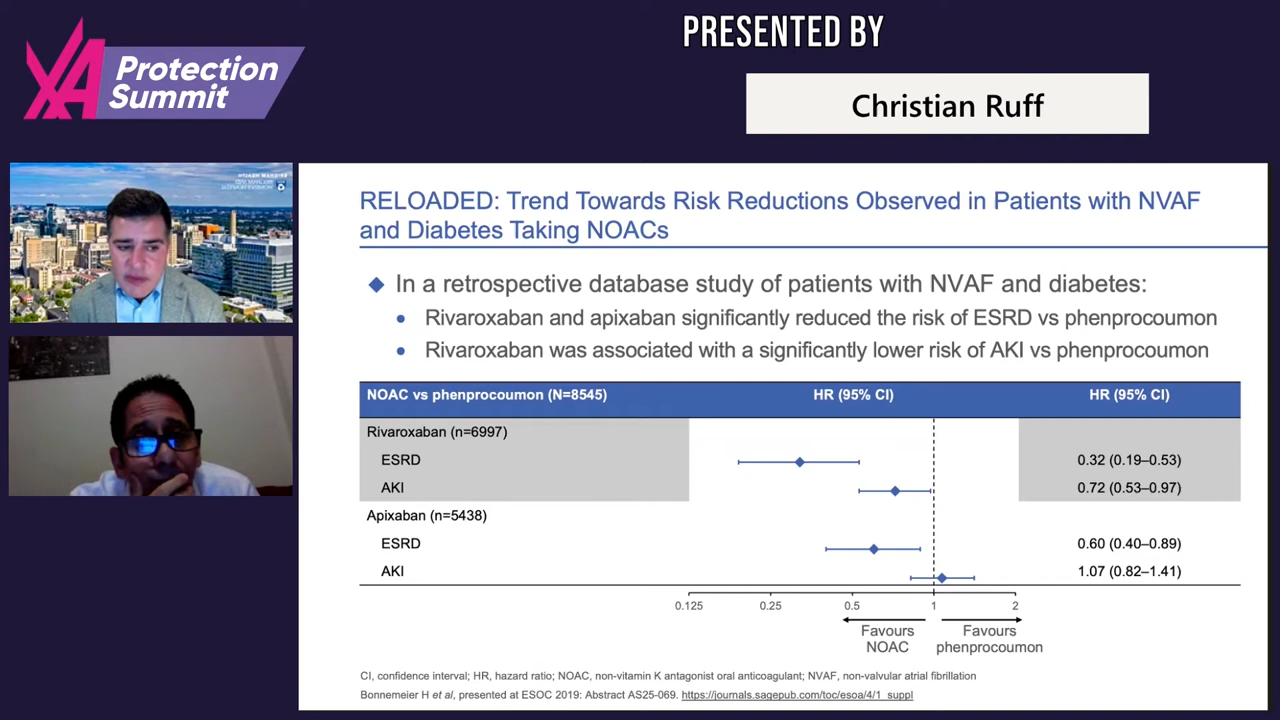 PRESENTED BY
XA Protection
Summit
Christian Ruff
RELOADED: Trend Towards Risk Reductions Observed in Patients with NVAF
and Diabetes Taking NOACs
In a retrospective database study of patients with NVAF and diabetes:
Rivaroxaban and apixaban significantly reduced the risk of ESRD vs phenprocoumon
Rivaroxaban was associated with a significantly lower risk of AKI vs phenprocoumon
NOAC vs phenprocoumon (N=8545) HR (95% CI) HR (95% CI)
Rivaroxaban (n=6997)
ESRD 0.32 (0.19–0.53)
AKI 0.72 (0.53–0.97)
Apixaban (n=5438)
ESRD 0.60 (0.40–0.89)
AKI 1.07 (0.82–1.41)
0.125 0.25 0.5 1 2
Favours Favours
NOAC phenprocoumon
CI, confidence interval; HR, hazard ratio; NOAC, non-vitamin K antagonist oral anticoagulant; NVAF, non-valvular atrial fibrillation
Bonnemeier H et al, presented at ESOC 2019: Abstract AS25-069. https://journals.sagepub.com/toc/esoa/4/1_suppl